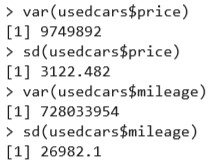 > var(usedcars$price)
[1] 9749892
> sd(usedcars$price)
[1] 3122.482
> var(usedcars$mileage)
[1] 728033954
> sd(usedcars$mileage)
[1] 26982.1